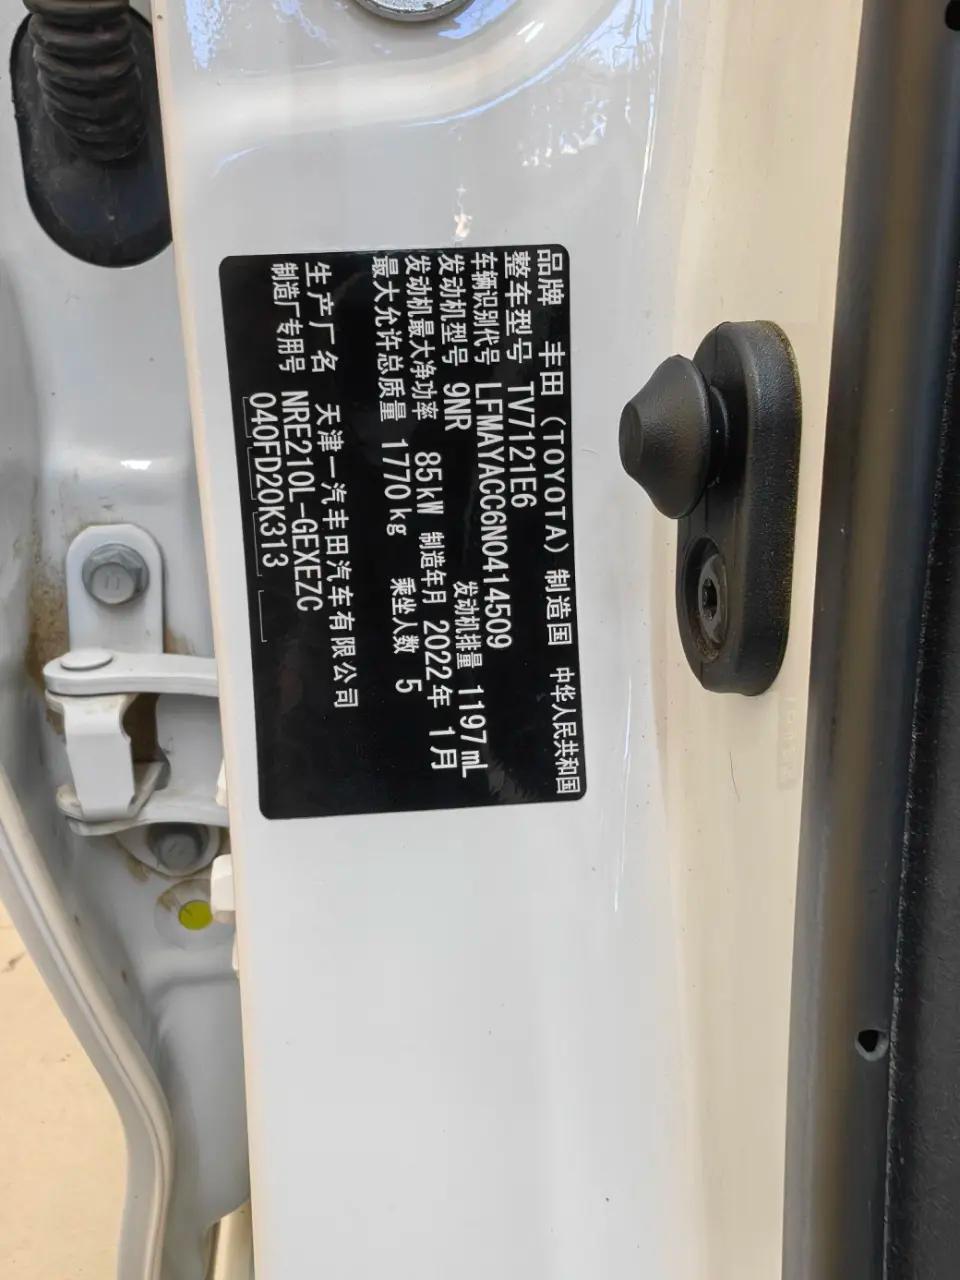 品牌 丰田（TOYOTA） 制造国 中华人民共和国
整车型号 TV7121E6
车辆识别代号 LFMAYACC6N0414509
发动机型号 9NR 发动机排量 1197mL
发动机最大净功率 85kW 制造年月 2022年 1月
最大允许总质量 1770kg 乘坐人数 5
生产厂名 天津一汽丰田汽车有限公司
制造厂专用号 NRE210L-GEXEZC
040FD20K313